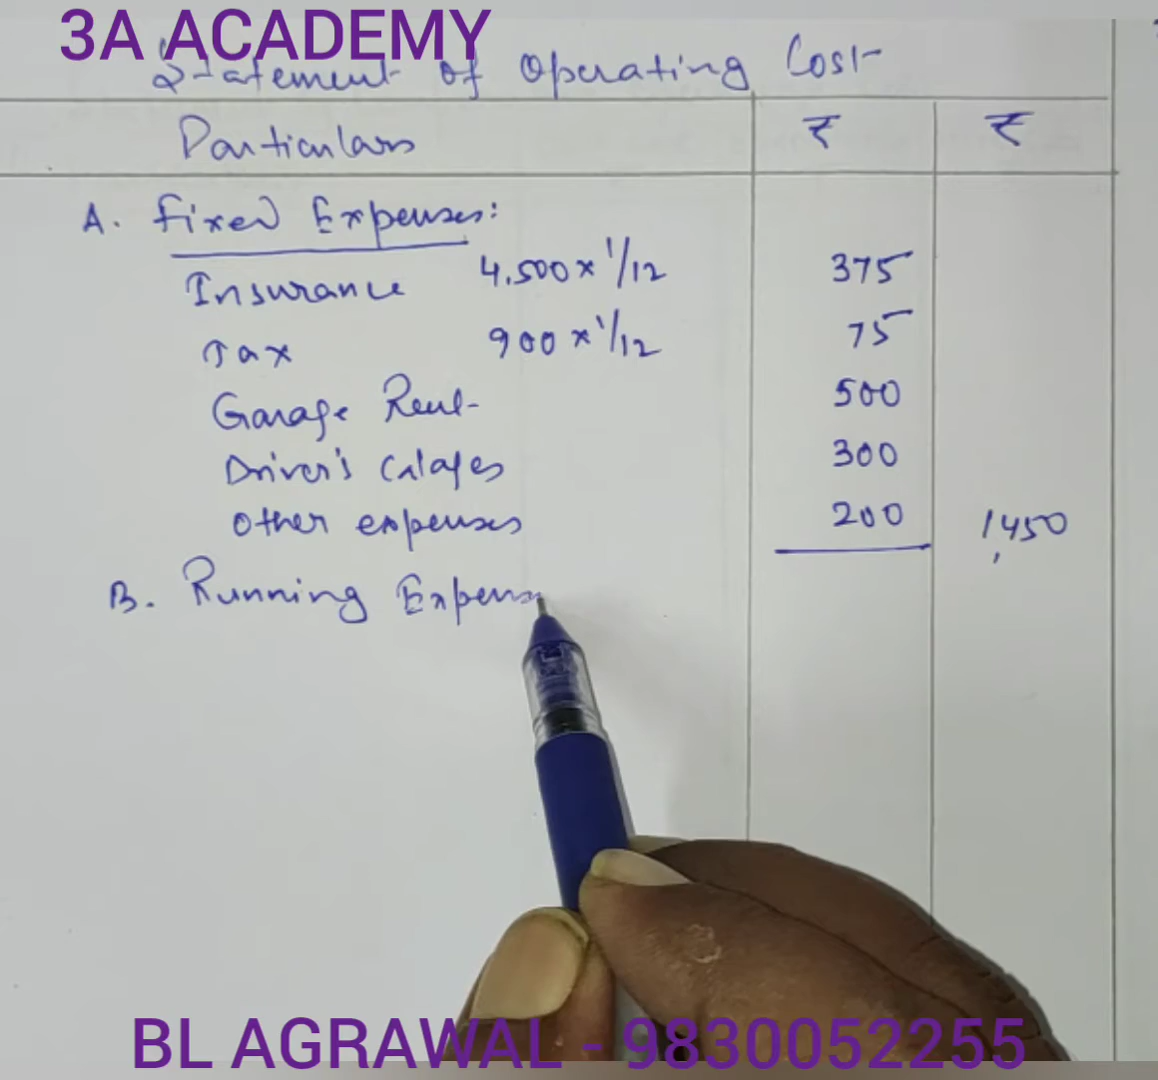 3A ACADEMY
Statement of Operating Cost
Particulars ₹ ₹
A. Fixed Expenses:
Insurance 4,500 x 1/12 375
Tax 900 x 1/12 75
Garage Rent 500
Driver's Wages 300
Other expenses 200 1,450
B. Running Expens
BL AGRAWAL - 9830052255